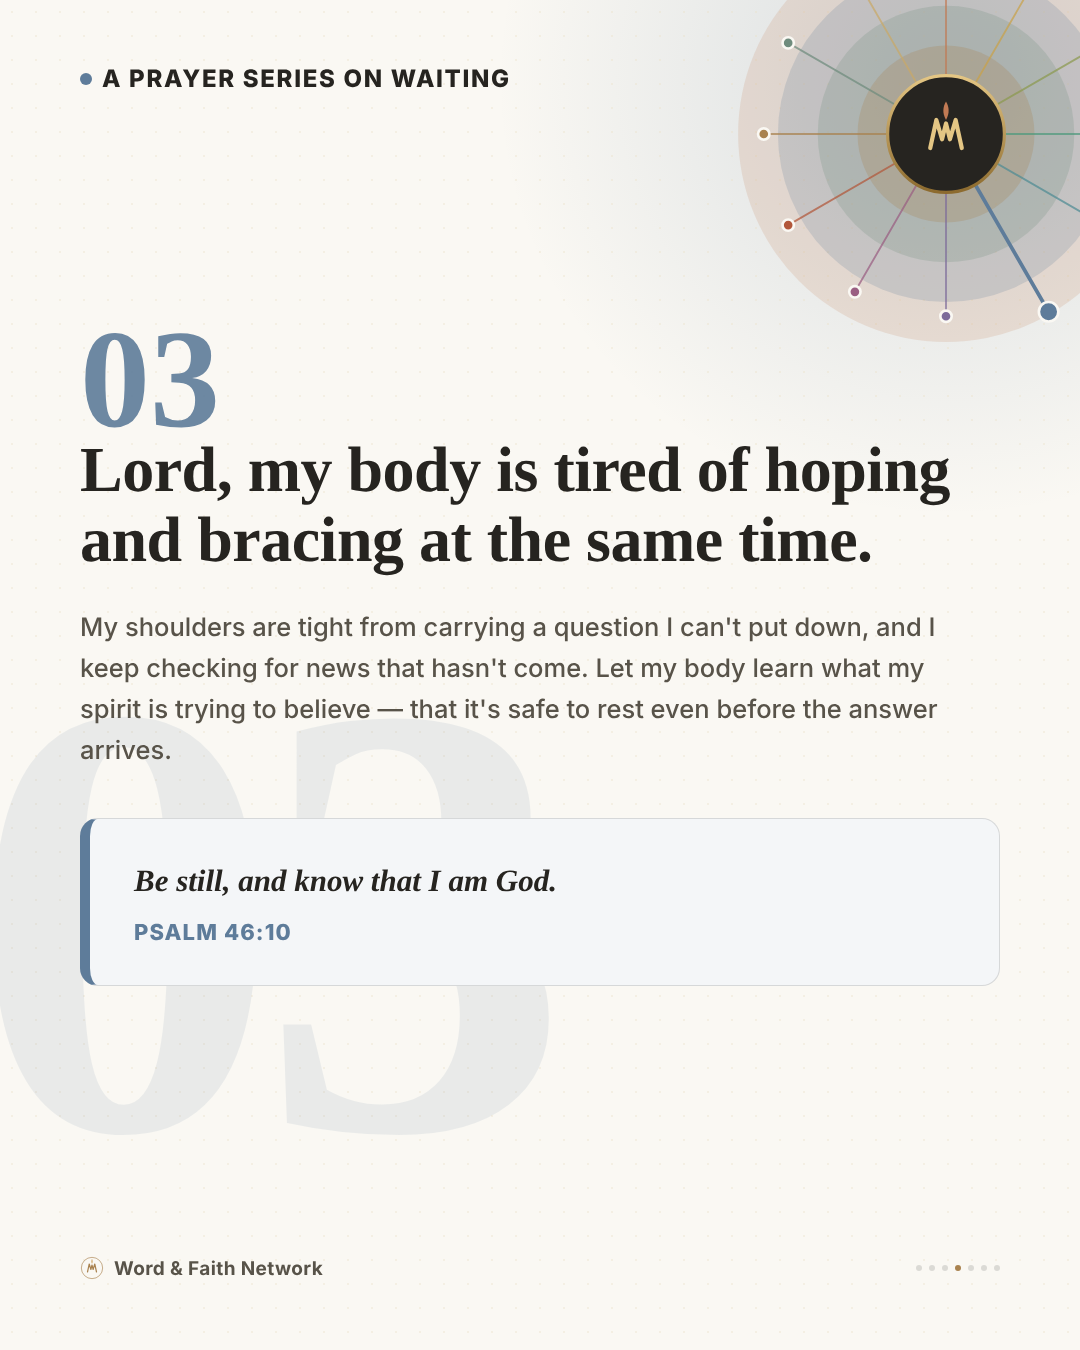 A PRAYER SERIES ON WAITING
03
Lord, my body is tired of hoping
and bracing at the same time.
My shoulders are tight from carrying a question I can't put down, and I
keep checking for news that hasn't come. Let my body learn what my
spirit is trying to believe — that it's safe to rest even before the answer
arrives.
03
Be still, and know that I am God.
PSALM 46:10
Word & Faith Network